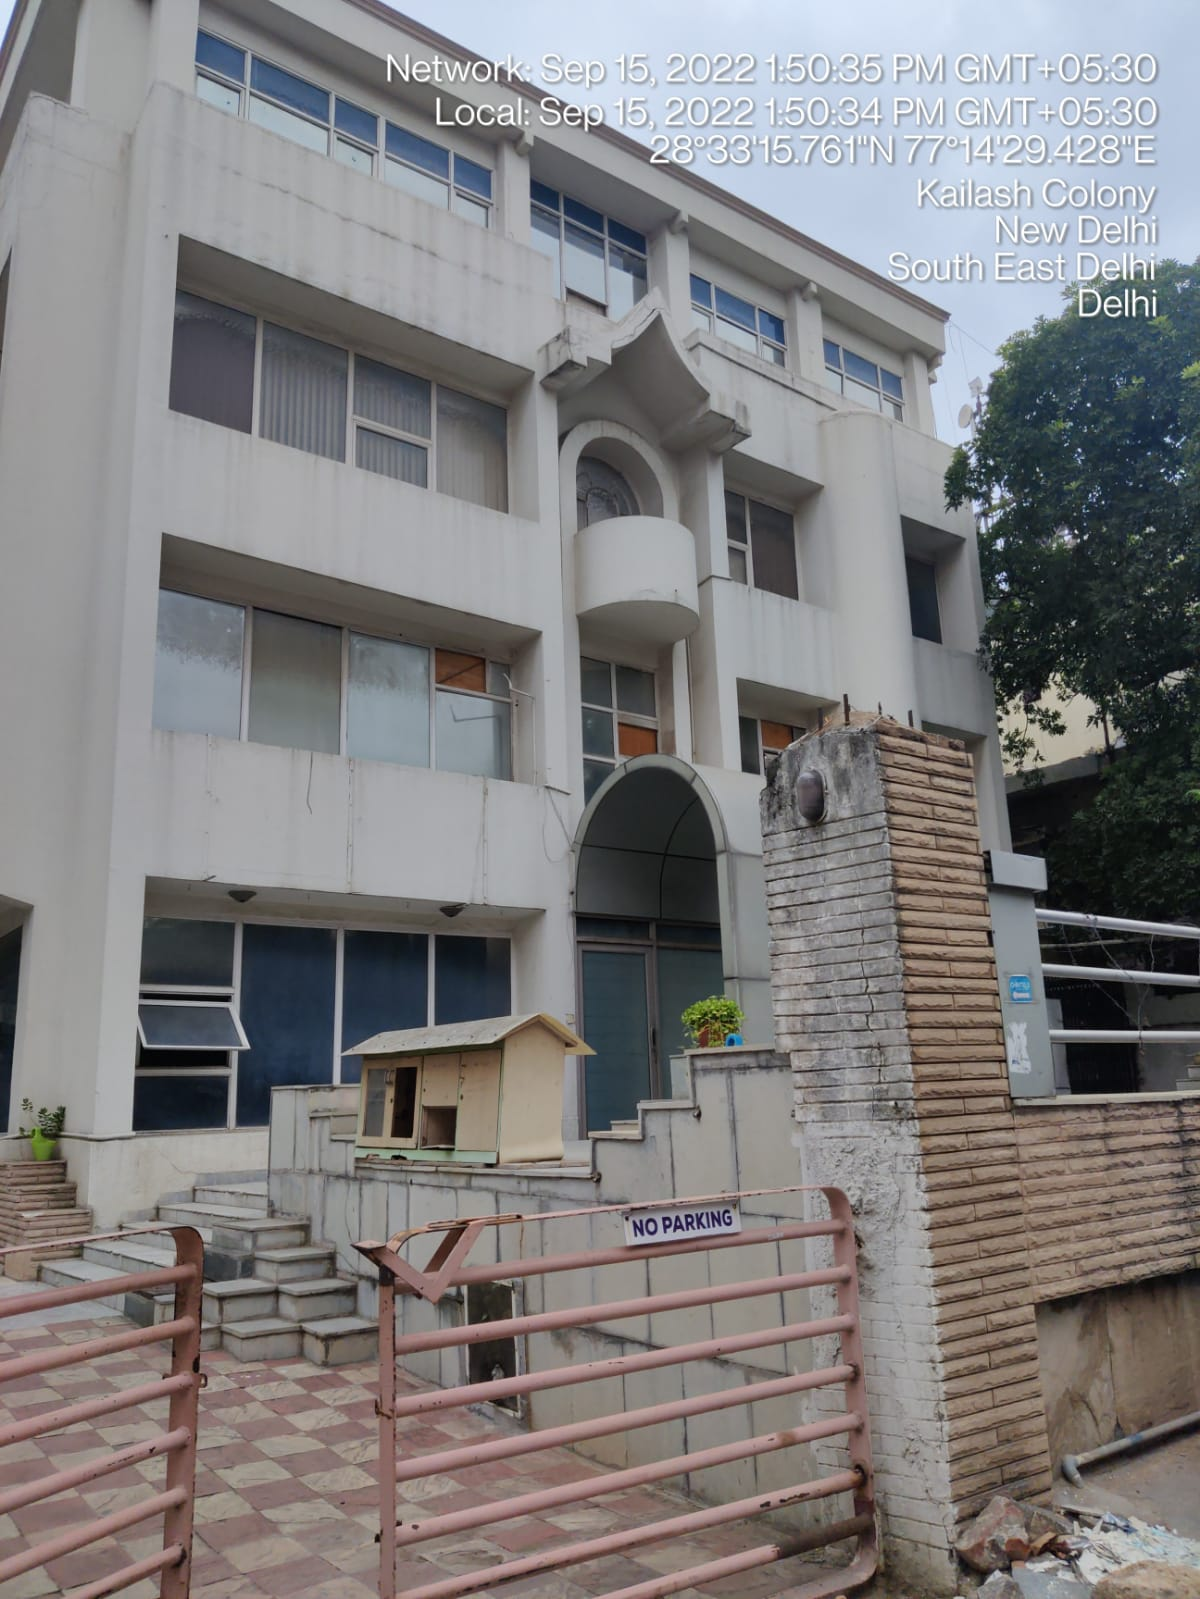 Network: Sep 15, 2022 1:50:35 PM GMT+05:30
Local: Sep 15, 2022 1:50:34 PM GMT+05:30
28°33'15.761"N 77°14'29.428"E
Kailash Colony
New Delhi
South East Delhi
Delhi
NO PARKING